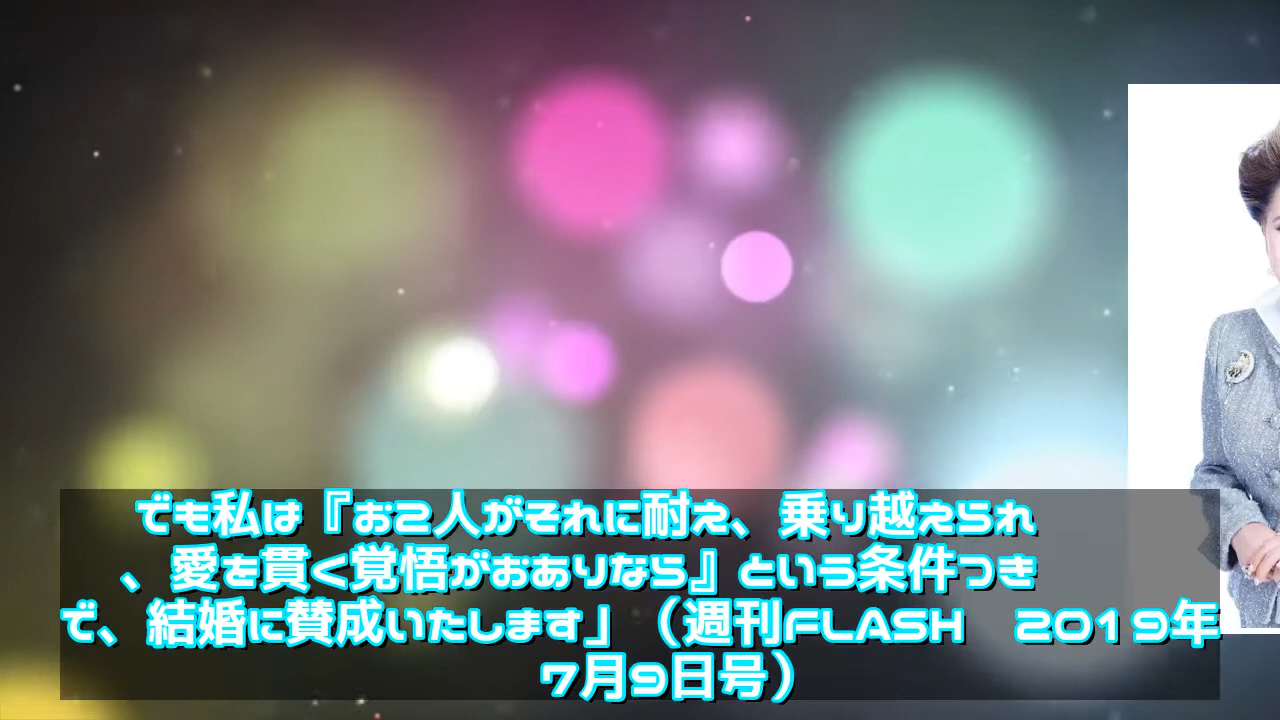 でも私は『お2人がそれに耐え、乗り越えられ
、愛を貫く覚悟がおありなら』という条件つき
で、結婚に賛成いたします」（週刊FLASH　2019年
7月9日号）